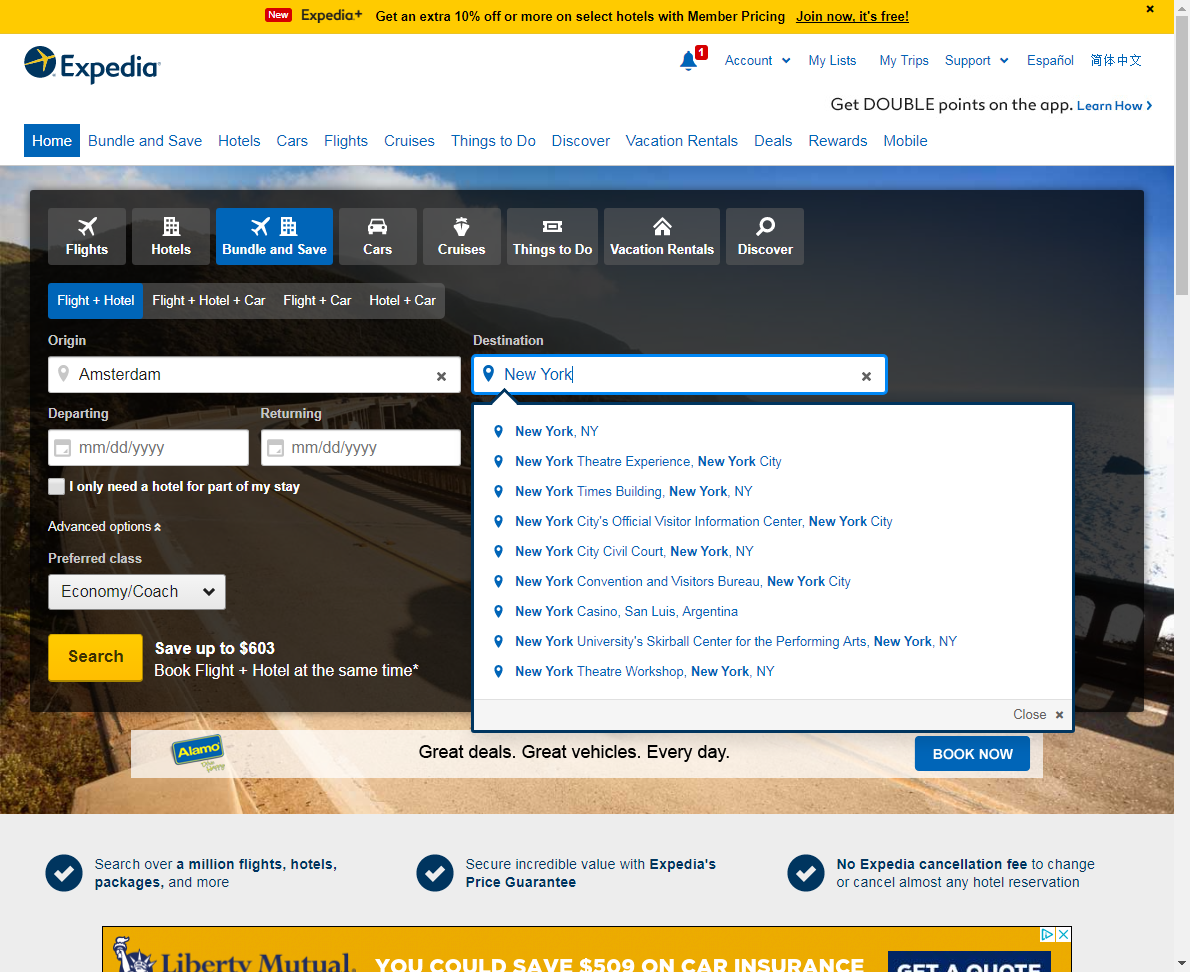 New Expedia+ Get an extra 10% off or more on select hotels with Member Pricing Join now, it's free!
Expedia
1 Account My Lists My Trips Support Español 简体中文
Get DOUBLE points on the app. Learn How
Home Bundle and Save Hotels Cars Flights Cruises Things to Do Discover Vacation Rentals Deals Rewards Mobile
Flights Hotels Bundle and Save Cars Cruises Things to Do Vacation Rentals Discover
Flight + Hotel Flight + Hotel + Car Flight + Car Hotel + Car
Origin Destination
Amsterdam New York
Departing Returning
mm/dd/yyyy mm/dd/yyyy
I only need a hotel for part of my stay
Advanced options
Preferred class
Economy/Coach
Search
Save up to $603
Book Flight + Hotel at the same time*
New York, NY
New York Theatre Experience, New York City
New York Times Building, New York, NY
New York City's Official Visitor Information Center, New York City
New York City Civil Court, New York, NY
New York Convention and Visitors Bureau, New York City
New York Casino, San Luis, Argentina
New York University's Skirball Center for the Performing Arts, New York, NY
New York Theatre Workshop, New York, NY
Close
Alamo Great deals. Great vehicles. Every day. BOOK NOW
Search over a million flights, hotels,
packages, and more
Secure incredible value with Expedia's
Price Guarantee
No Expedia cancellation fee to change
or cancel almost any hotel reservation
Liberty Mutual. YOU COULD SAVE $509 ON CAR INSURANCE GET A QUOTE